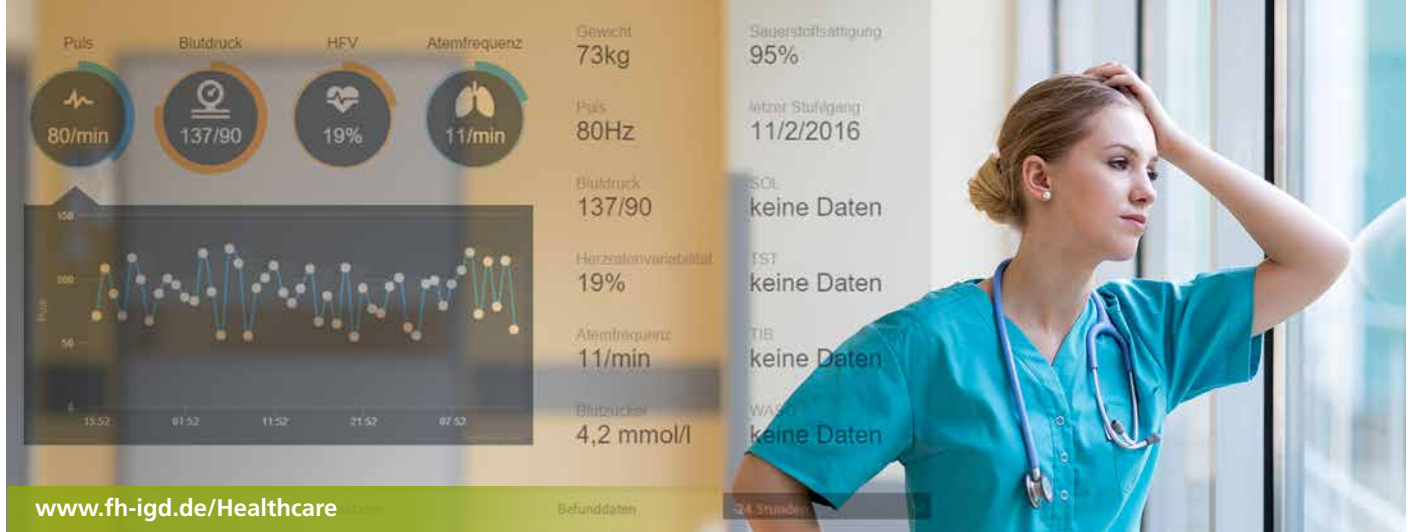 Puls
Blutdruck
HFV
Atemfrequenz
80/min
137/90
19%
11/min
150
100
50
Puls
15:52
01:52
11:52
21:52
07:52
Gewicht
73kg
Puls
80Hz
Blutdruck
137/90
Herzratenvariabilität
19%
Atemfrequenz
11/min
Blutzucker
4,2 mmol/l
Sauerstoffsättigung
95%
letzer Stuhlgang
11/2/2016
SOL
keine Daten
TST
keine Daten
TIB
keine Daten
WASO
keine Daten
www.fh-igd.de/Healthcare
Befunddaten
24 Stunden